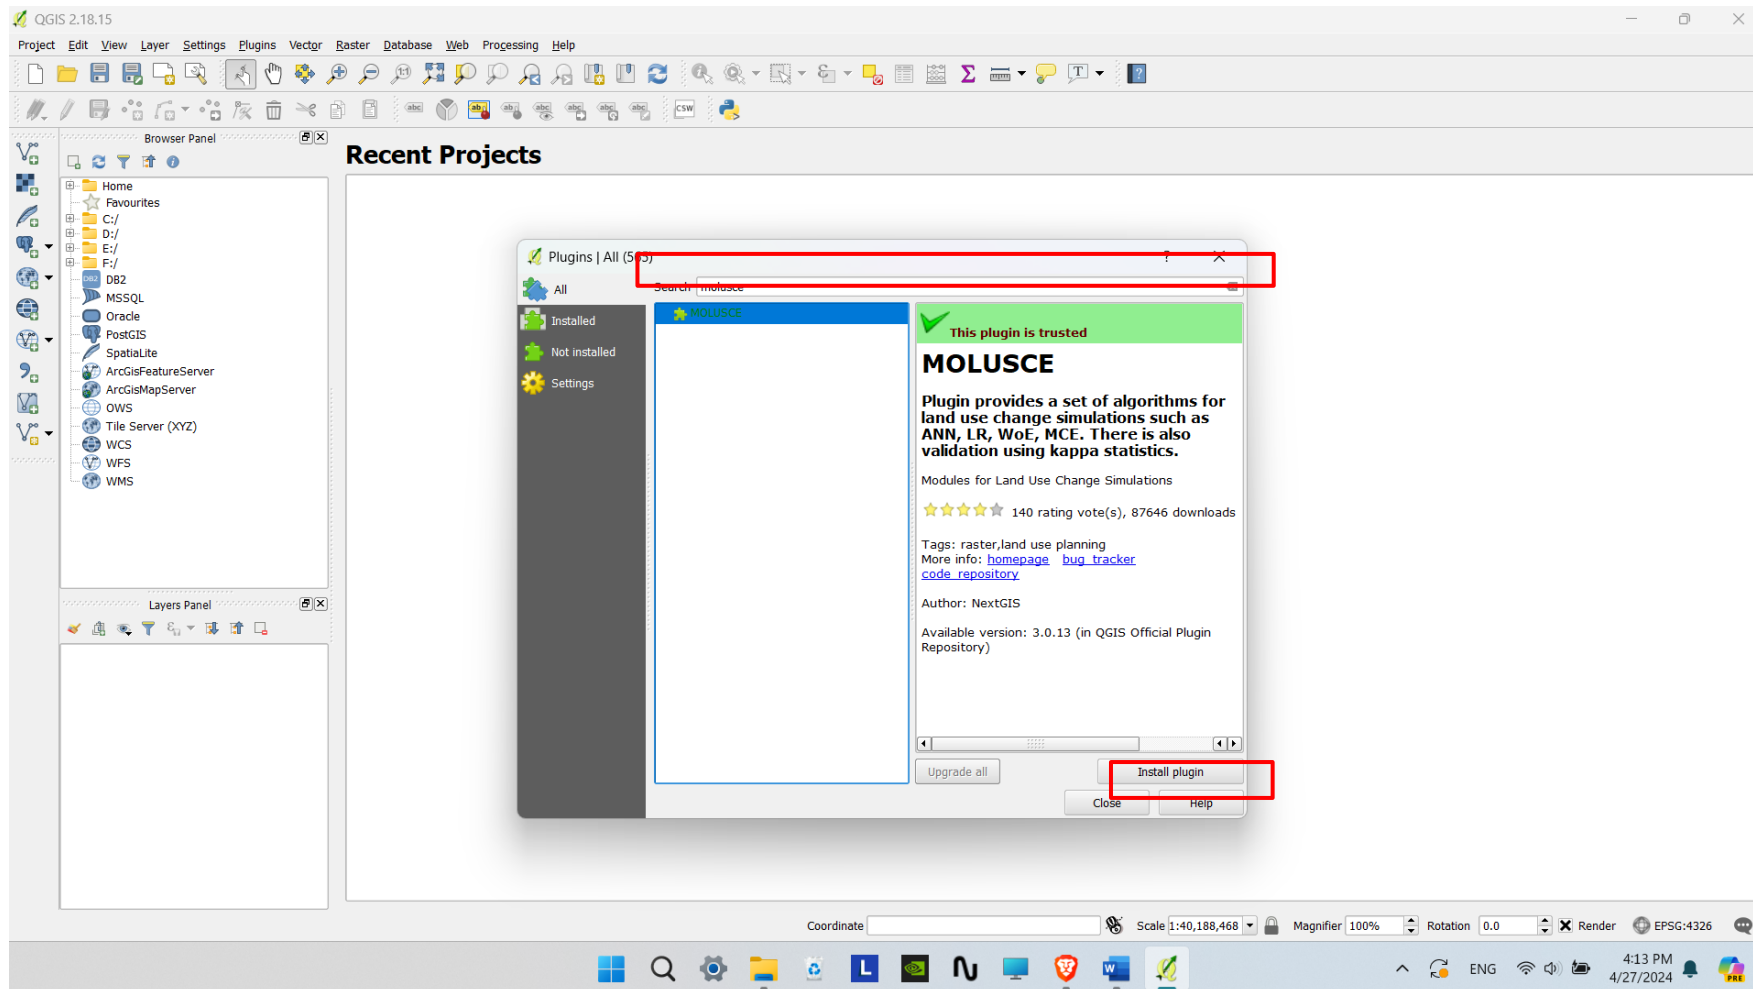 QGIS 2.18.15
Project Edit View Layer Settings Plugins Vector Raster Database Web Processing Help
Browser Panel
Recent Projects
Home
Favourites
C:/
D:/
E:/
F:/
DB2
MSSQL
Oracle
PostGIS
SpatiaLite
ArcGisFeatureServer
ArcGisMapServer
OWS
Tile Server (XYZ)
WCS
WFS
WMS
Layers Panel
Plugins | All (565)
All
Installed
Not installed
Settings
Search molusce
MOLUSCE
This plugin is trusted
MOLUSCE
Plugin provides a set of algorithms for
land use change simulations such as
ANN, LR, WoE, MCE. There is also
validation using kappa statistics.
Modules for Land Use Change Simulations
140 rating vote(s), 87646 downloads
Tags: raster,land use planning
More info: homepage bug_tracker
code_repository
Author: NextGIS
Available version: 3.0.13 (in QGIS Official Plugin
Repository)
Upgrade all
Install plugin
Close
Help
Coordinate
Scale 1:40,188,468
Magnifier 100%
Rotation 0.0
Render
EPSG:4326
ENG
4:13 PM
4/27/2024